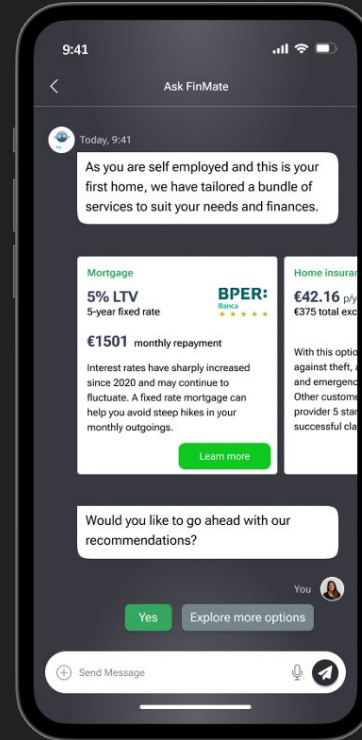 9:41
Ask FinMate
Today, 9:41
As you are self employed and this is your
first home, we have tailored a bundle of
services to suit your needs and finances.
Mortgage
5% LTV
5-year fixed rate
BPER:
Banca
€1501 monthly repayment
Interest rates have sharply increased
since 2020 and may continue to
fluctuate. A fixed rate mortgage can
help you avoid steep hikes in your
monthly outgoings.
Learn more
Home insuran
€42.16 p/y
€375 total exc
With this optio
against theft,
and emergenc
Other custome
provider 5 star
successful cla
Would you like to go ahead with our
recommendations?
You
Yes
Explore more options
Send Message